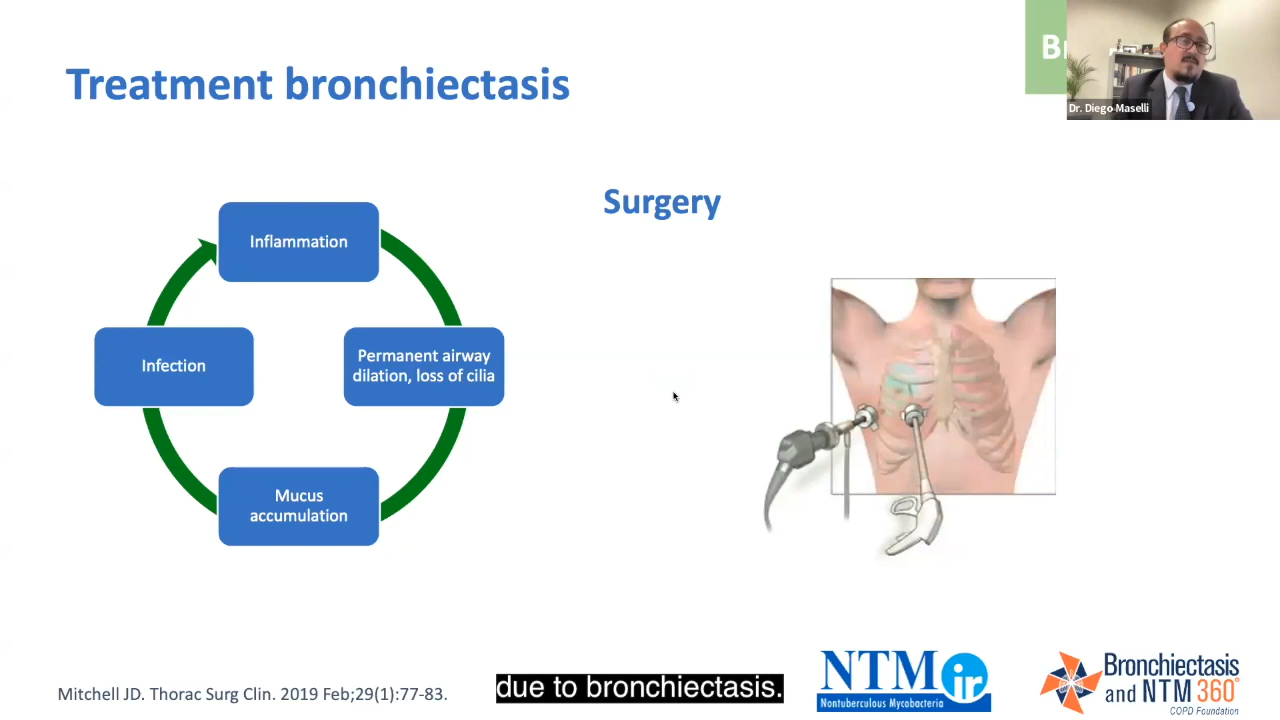 Treatment bronchiectasis
Br
Dr. Diego Maselli
Surgery
Inflammation
Infection
Permanent airway
dilation, loss of cilia
Mucus
accumulation
Mitchell JD. Thorac Surg Clin. 2019 Feb;29(1):77-83.
due to bronchiectasis.
NTMir
Nontuberculous Mycobacteria
Bronchiectasis
and NTM 360°
COPD Foundation